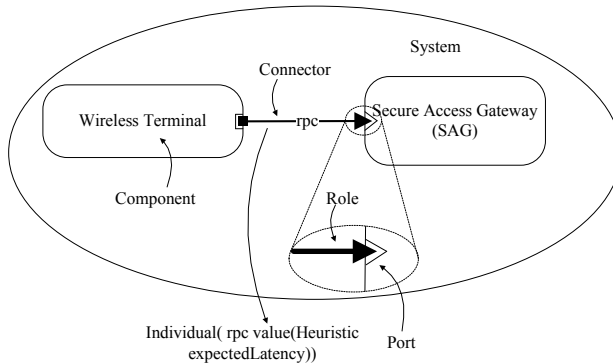 System
Connector
Wireless Terminal
rpc
Secure Access Gateway
(SAG)
Component
Role
Port
Individual( rpc value(Heuristic
expectedLatency))